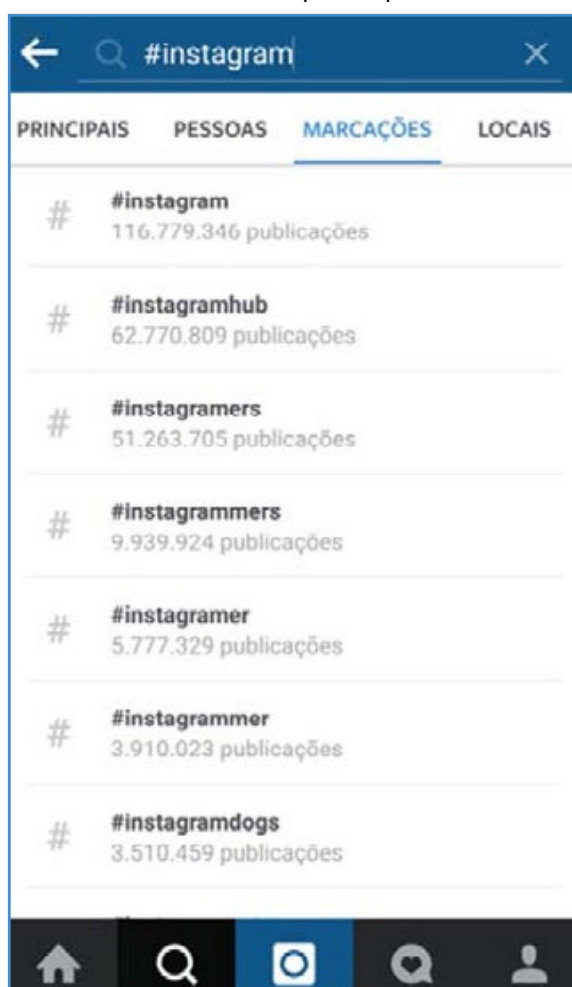 #instagram
PRINCIPAIS PESSOAS MARCAÇÕES LOCAIS
#instagram
116.779.346 publicações
#instagramhub
62.770.809 publicações
#instagramers
51.263.705 publicações
#instagrammers
9.939.924 publicações
#instagramer
5.777.329 publicações
#instagrammer
3.910.023 publicações
#instagramdogs
3.510.459 publicações